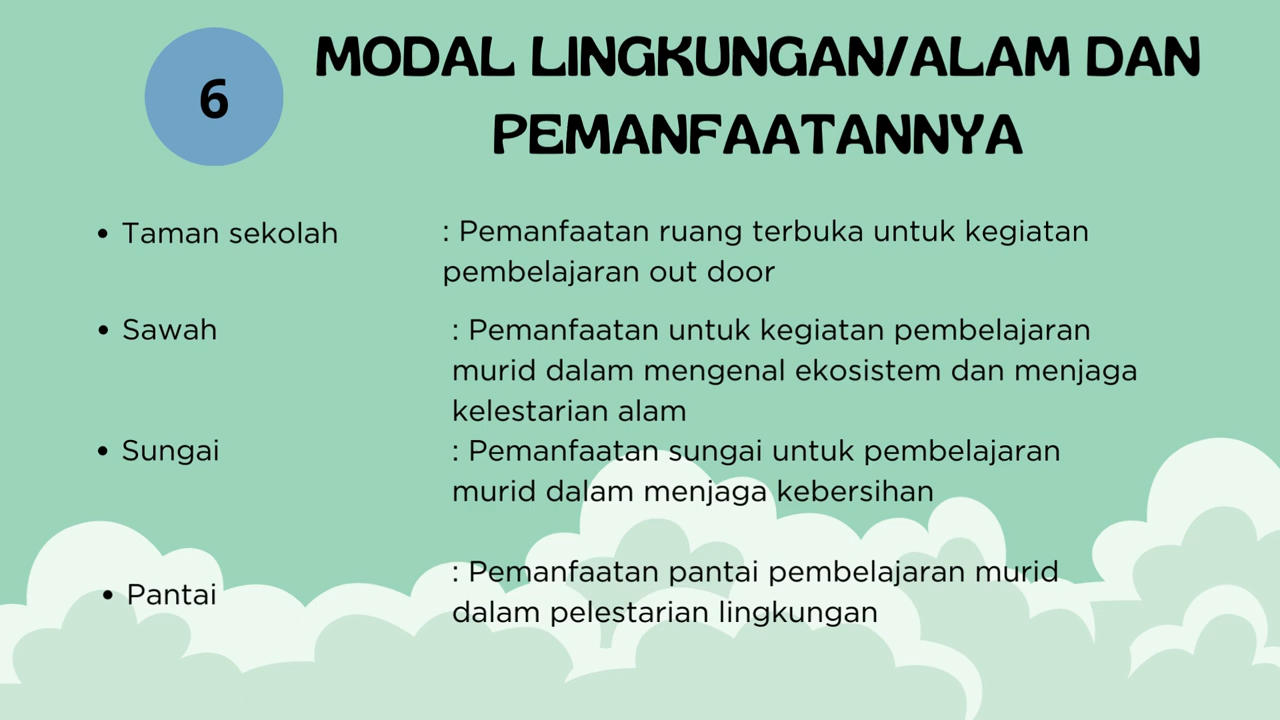 6
MODAL LINGKUNGAN/ALAM DAN
PEMANFAATANNYA
• Taman sekolah : Pemanfaatan ruang terbuka untuk kegiatan
pembelajaran out door
• Sawah : Pemanfaatan untuk kegiatan pembelajaran
murid dalam mengenal ekosistem dan menjaga
kelestarian alam
• Sungai : Pemanfaatan sungai untuk pembelajaran
murid dalam menjaga kebersihan
• Pantai : Pemanfaatan pantai pembelajaran murid
dalam pelestarian lingkungan